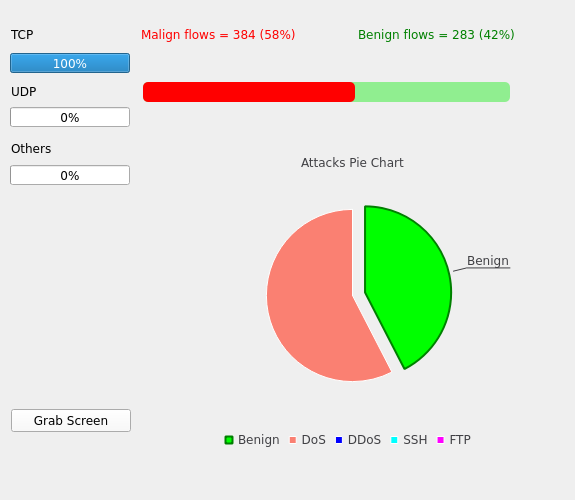 TCP
Malign flows = 384 (58%)
Benign flows = 283 (42%)
100%
UDP
0%
Others
0%
Attacks Pie Chart
Benign
Grab Screen
Benign DoS DDoS SSH FTP